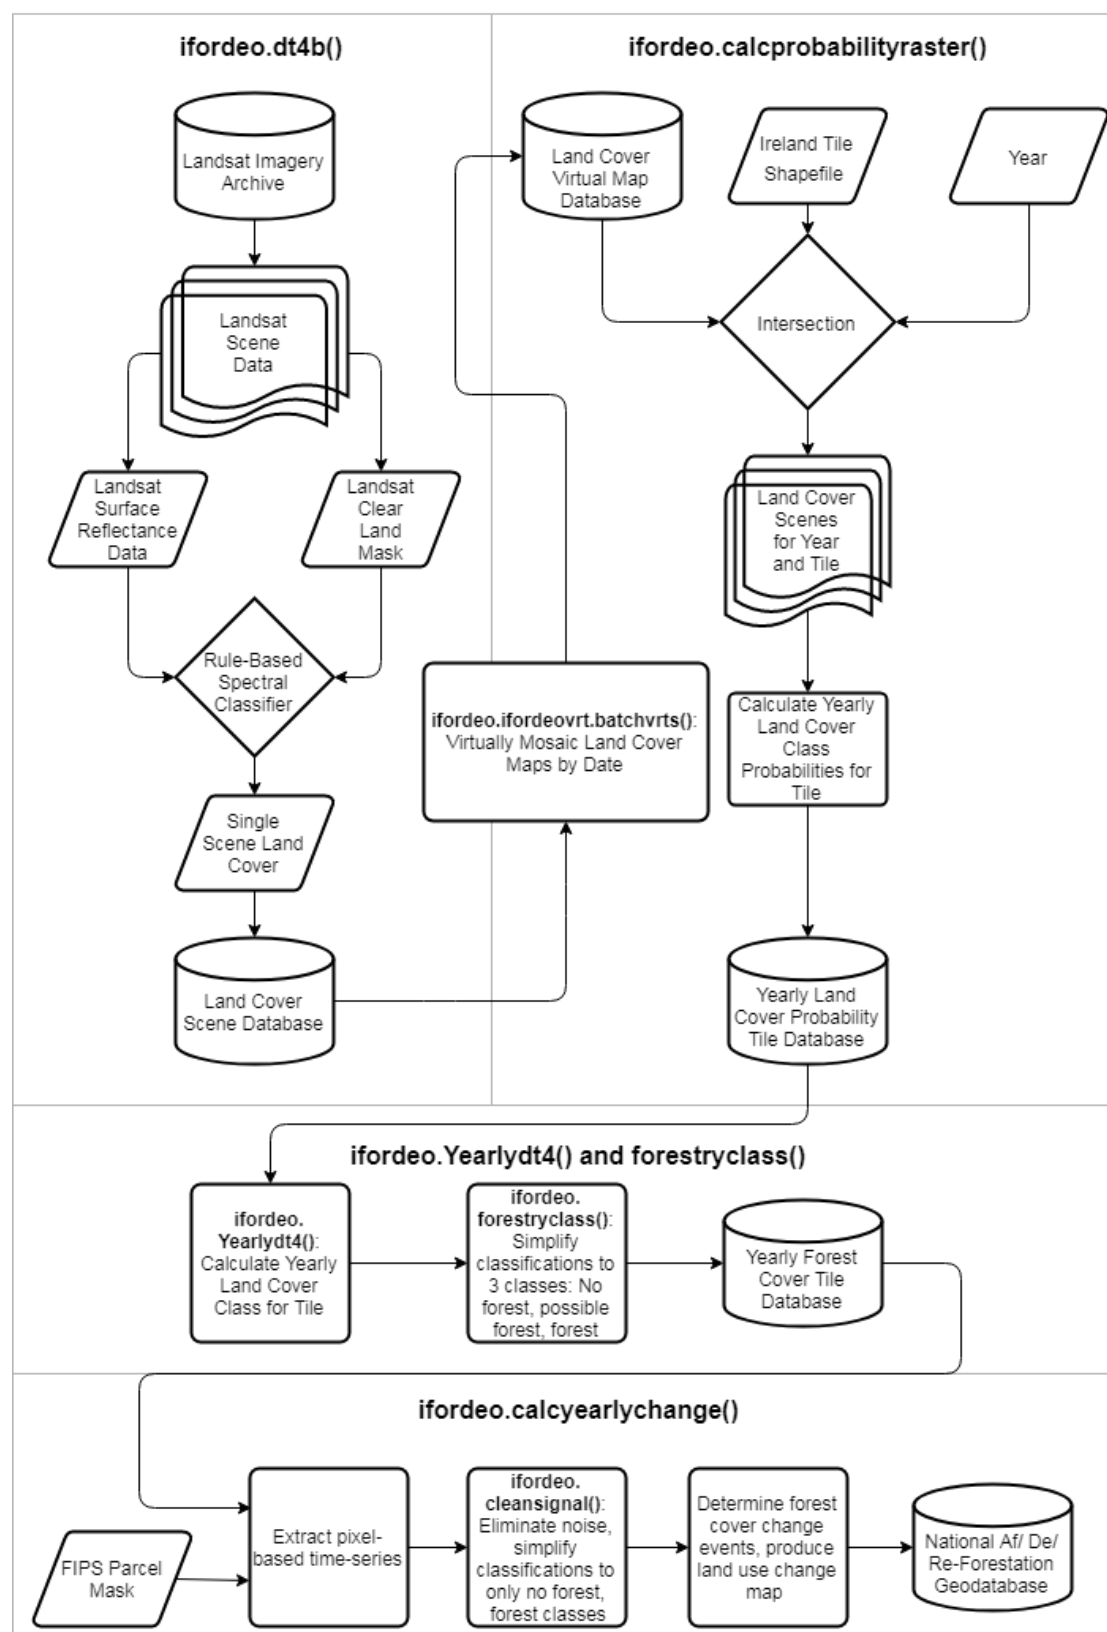 ifordeo.dt4b()
Landsat Imagery
Archive
Landsat
Scene
Data
Landsat
Surface
Reflectance
Data
Landsat
Clear
Land
Mask
Rule-Based
Spectral
Classifier
Single
Scene Land
Cover
Land Cover
Scene Database
ifordeo.ifordeovrt.batchvrts():
Virtually Mosaic Land Cover
Maps by Date
ifordeo.calcprobabilityraster()
Land Cover
Virtual Map
Database
Ireland Tile
Shapefile
Year
Intersection
Land Cover
Scenes
for Year
and Tile
Calculate Yearly
Land Cover
Class
Probabilities for
Tile
Yearly Land
Cover Probability
Tile Database
ifordeo.Yearlydt4() and forestryclass()
ifordeo.
Yearlydt4():
Calculate Yearly
Land Cover
Class for Tile
ifordeo.
forestryclass():
Simplify
classifications to
3 classes: No
forest, possible
forest, forest
Yearly Forest
Cover Tile
Database
ifordeo.calcyearlychange()
FIPS Parcel
Mask
Extract pixel-
based time-series
ifordeo.
cleansignal():
Eliminate noise,
simplify
classifications to
only no forest,
forest classes
Determine forest
cover change
events, produce
land use change
map
National Af/ De/
Re-Forestation
Geodatabase